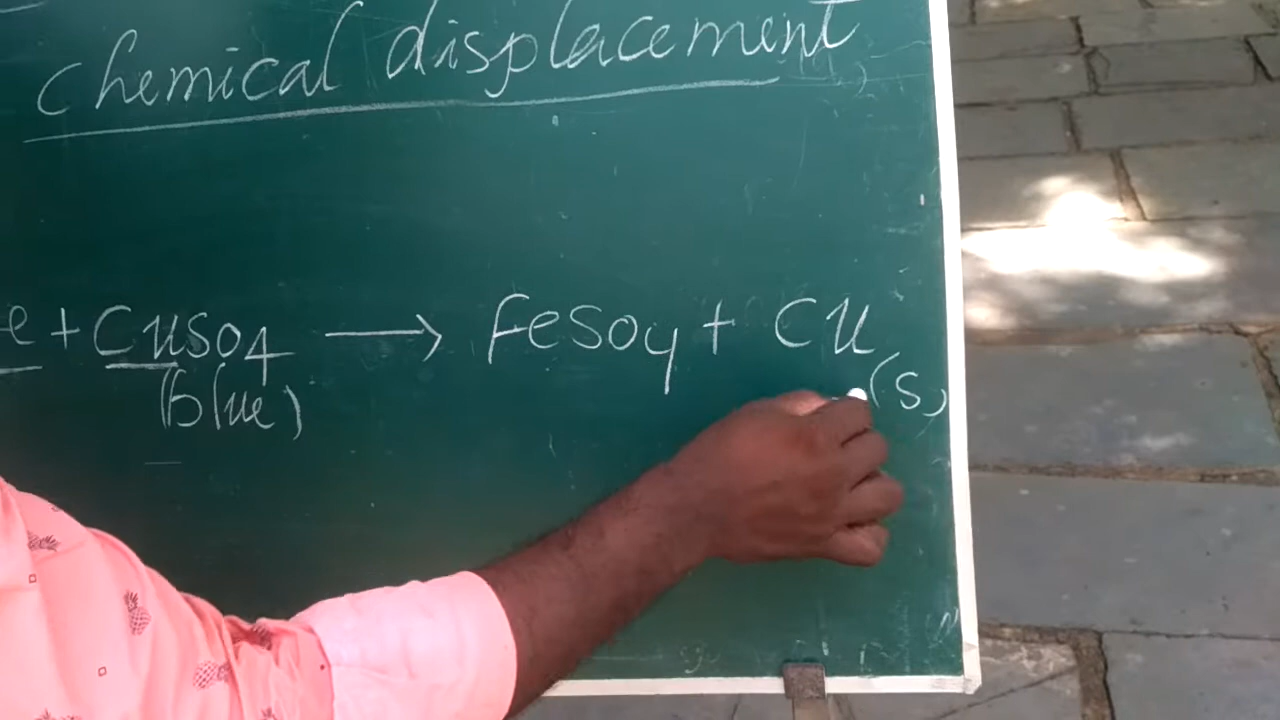 chemical displacement
e + CuSO4 → FeSO4 + Cu
(blue) (s)